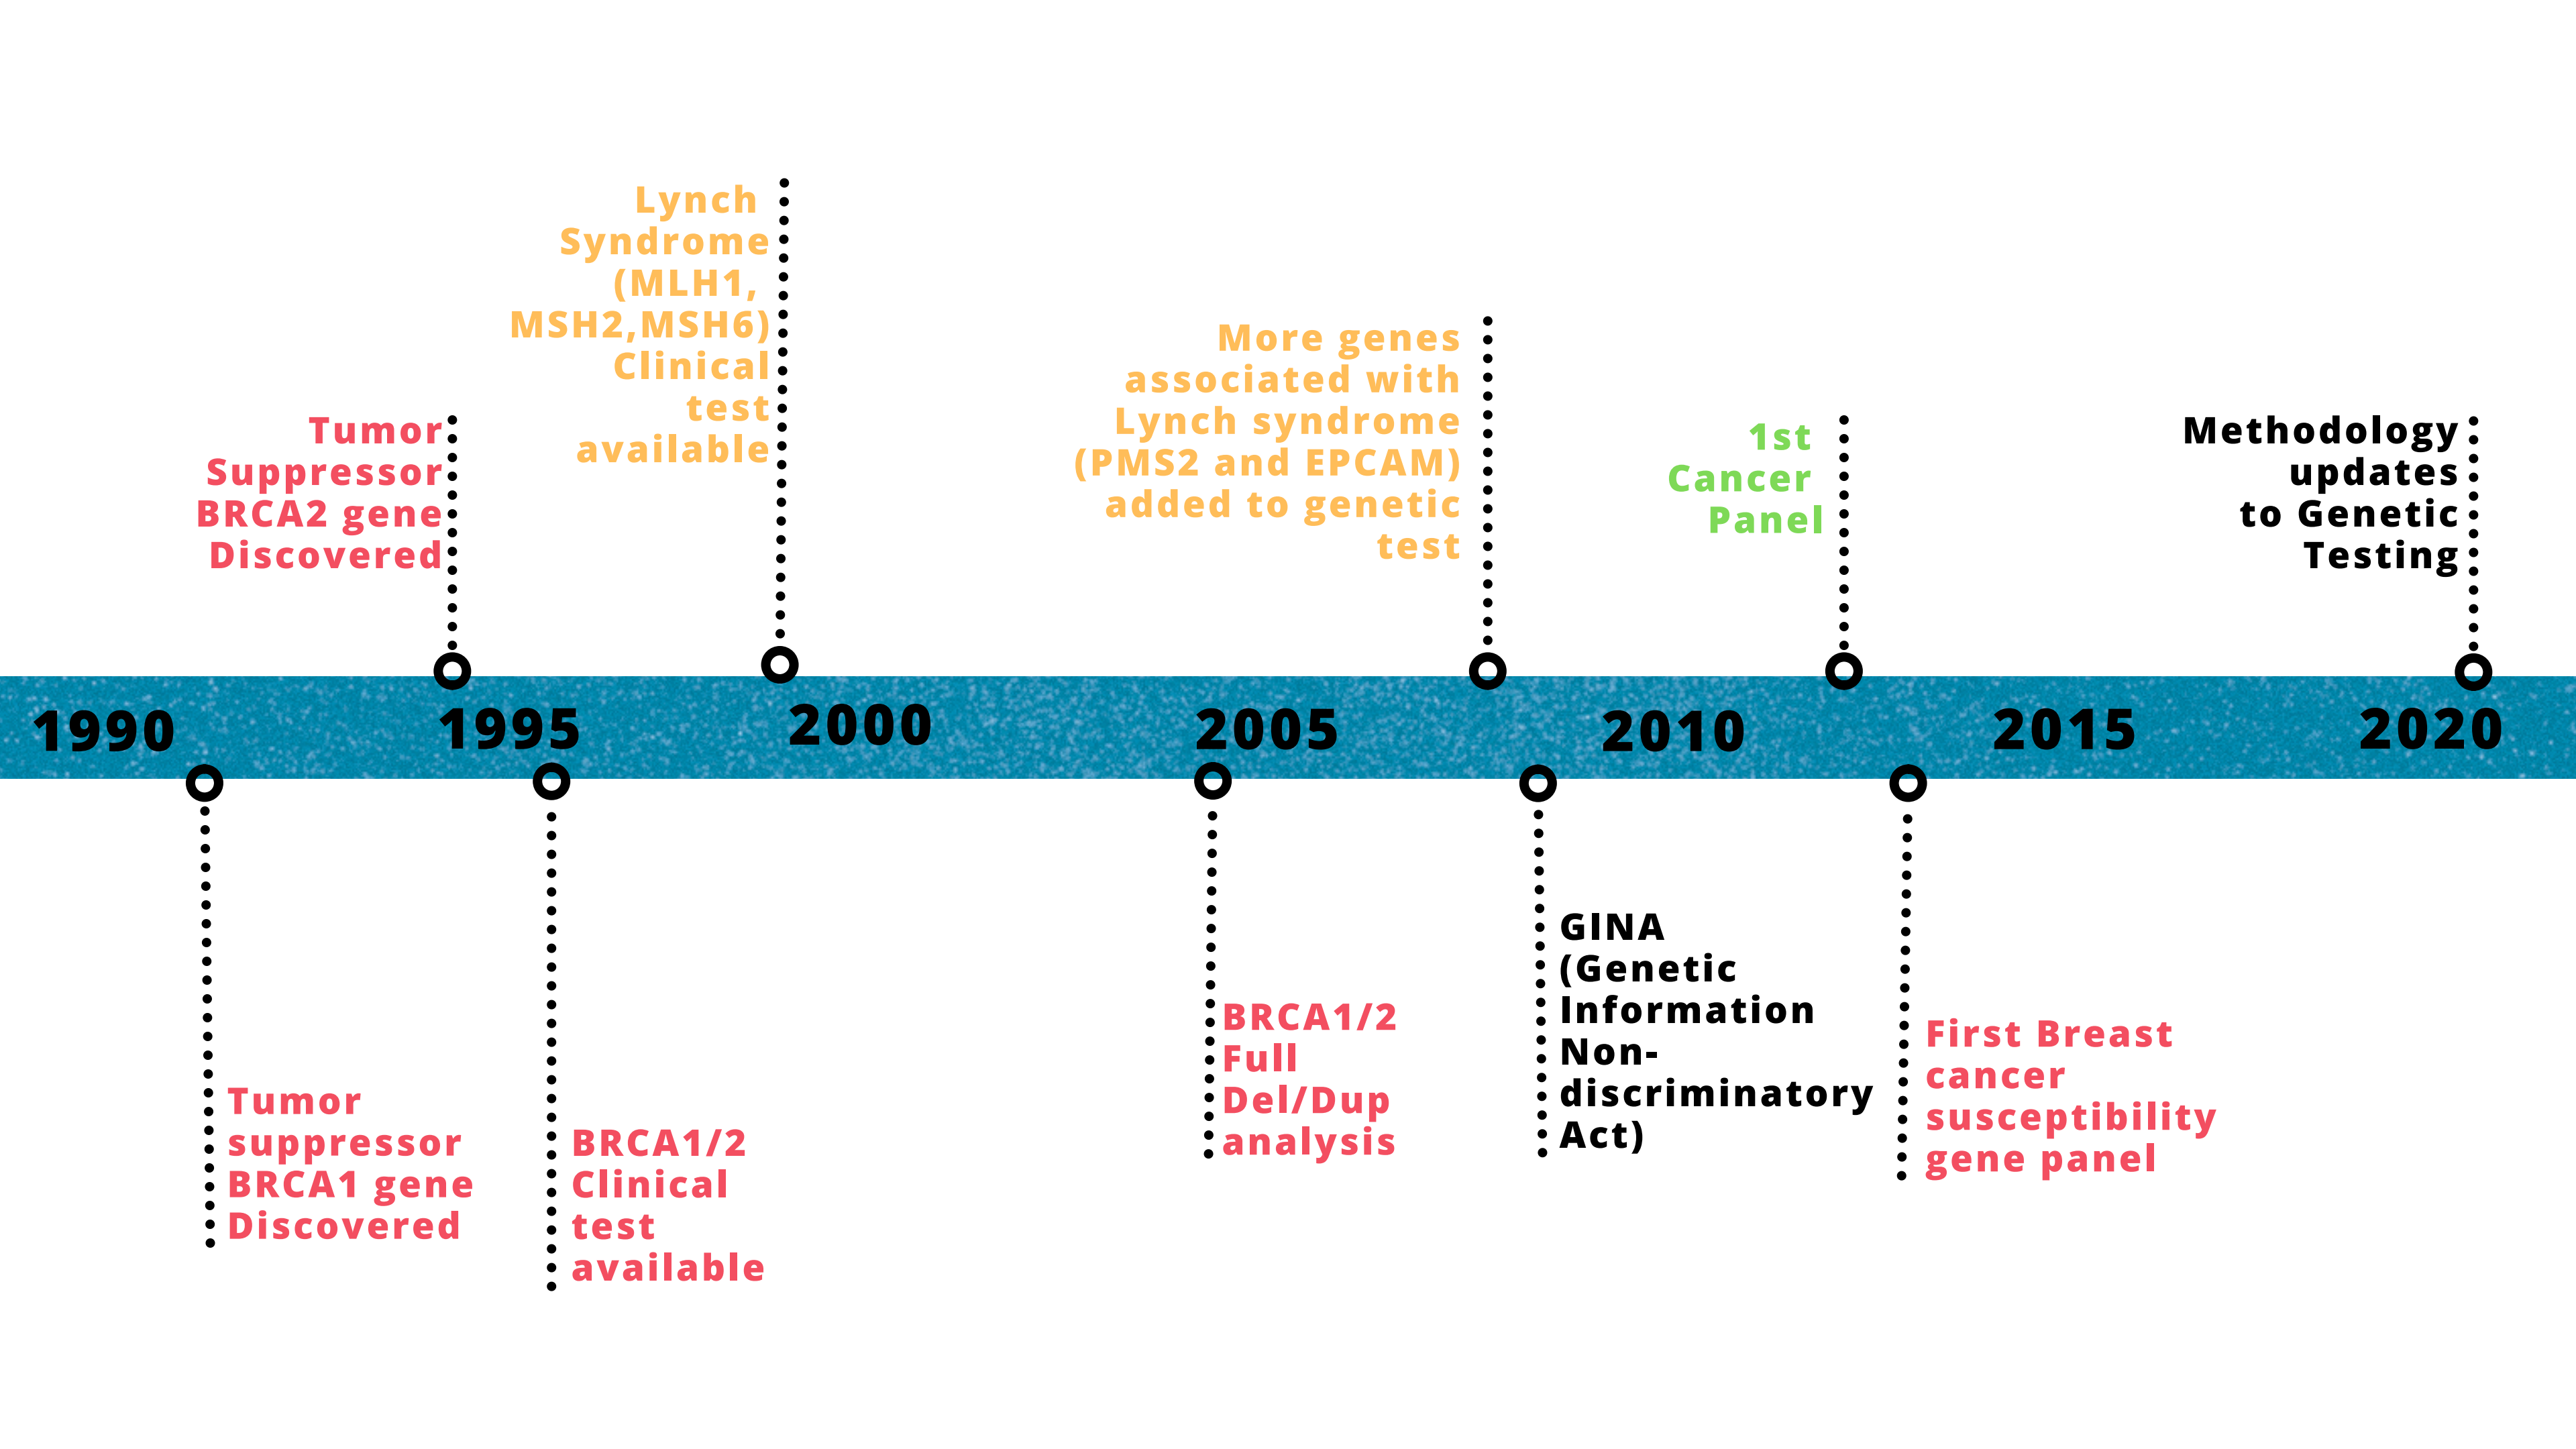 Lynch
Syndrome
(MLH1,
MSH2,MSH6)
Clinical
test
available
More genes
associated with
Lynch syndrome
(PMS2 and EPCAM)
added to genetic
test
Tumor
Suppressor
BRCA2 gene
Discovered
1st
Cancer
Panel
Methodology
updates
to Genetic
Testing
1990
1995
2000
2005
2010
2015
2020
Tumor
suppressor
BRCA1 gene
Discovered
BRCA1/2
Clinical
test
available
BRCA1/2
Full
Del/Dup
analysis
GINA
(Genetic
Information
Non-
discriminatory
Act)
First Breast
cancer
susceptibility
gene panel